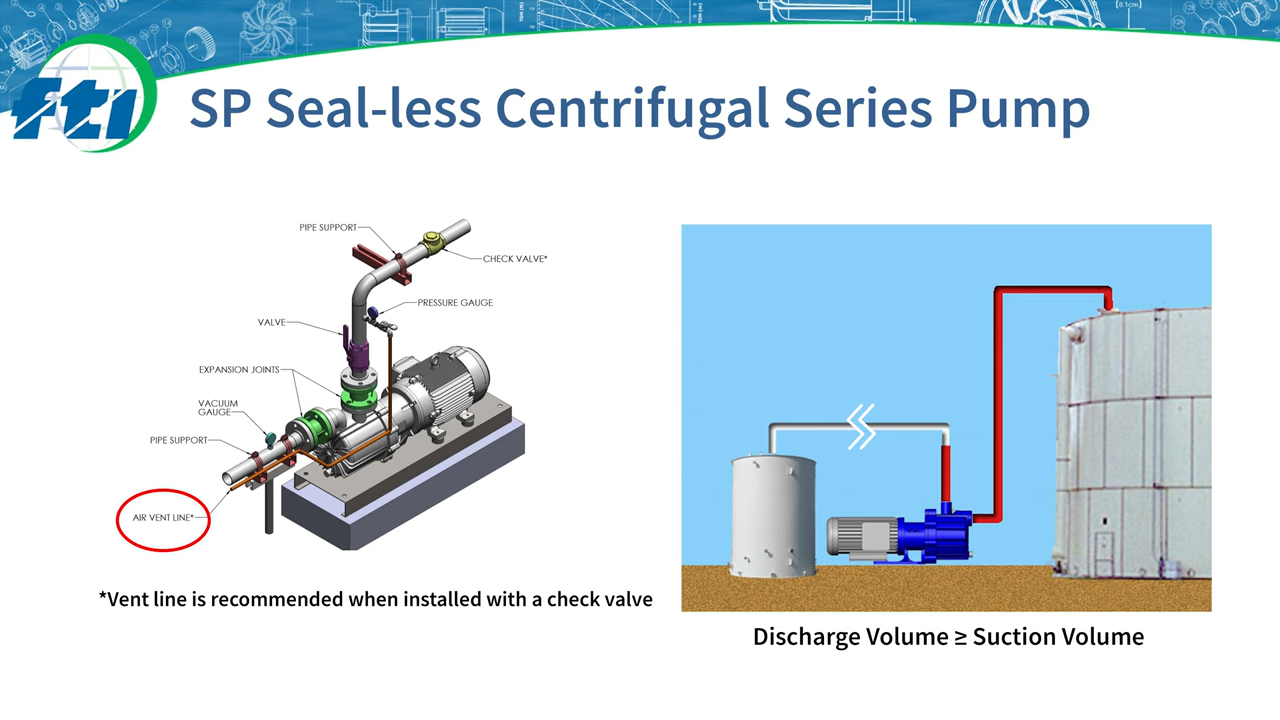 fti
SP Seal-less Centrifugal Series Pump
PIPE SUPPORT
CHECK VALVE*
PRESSURE GAUGE
VALVE
EXPANSION JOINTS
VACUUM
GAUGE
PIPE SUPPORT
AIR VENT LINE*
*Vent line is recommended when installed with a check valve
Discharge Volume ≥ Suction Volume